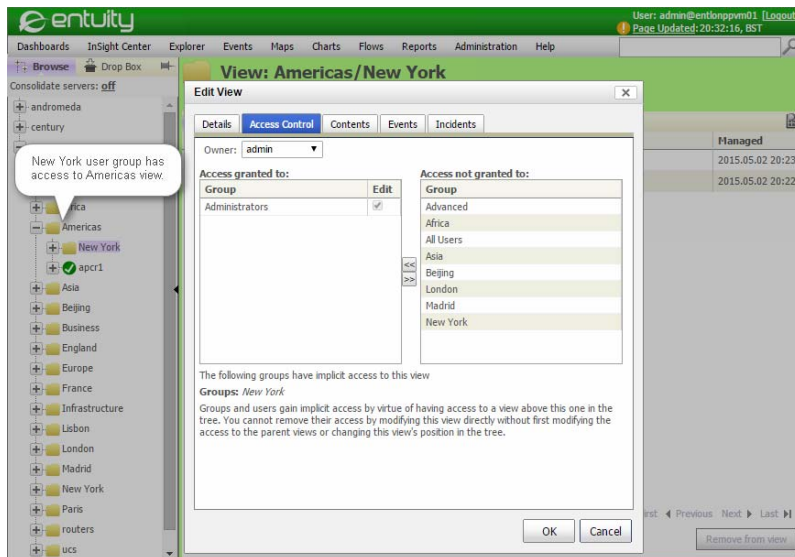 entuity
User: admin@entlonppvm01 [Logout
Page Updated: 20:32:16, BST
Dashboards InSight Center Explorer Events Maps Charts Flows Reports Administration Help
Browse Drop Box
Consolidate servers: off
andromeda
century
New York user group has
access to Americas view.
Americas
New York
apcr1
Asia
Beijing
Business
England
Europe
France
Infrastructure
Lisbon
London
Madrid
New York
Paris
routers
ucs
View: Americas/New York
Edit View
Details Access Control Contents Events Incidents
Owner: admin
Access granted to:
Group Edit
Administrators
Access not granted to:
Group
Advanced
Africa
All Users
Asia
Beijing
London
Madrid
New York
<<
>>
The following groups have implicit access to this view
Groups: New York
Groups and users gain implicit access by virtue of having access to a view above this one in the
tree. You cannot remove their access by modifying this view directly without first modifying the
access to the parent views or changing this view's position in the tree.
OK Cancel
Managed
2015.05.02 20:23
2015.05.02 20:22
Previous Next Last
Remove from view